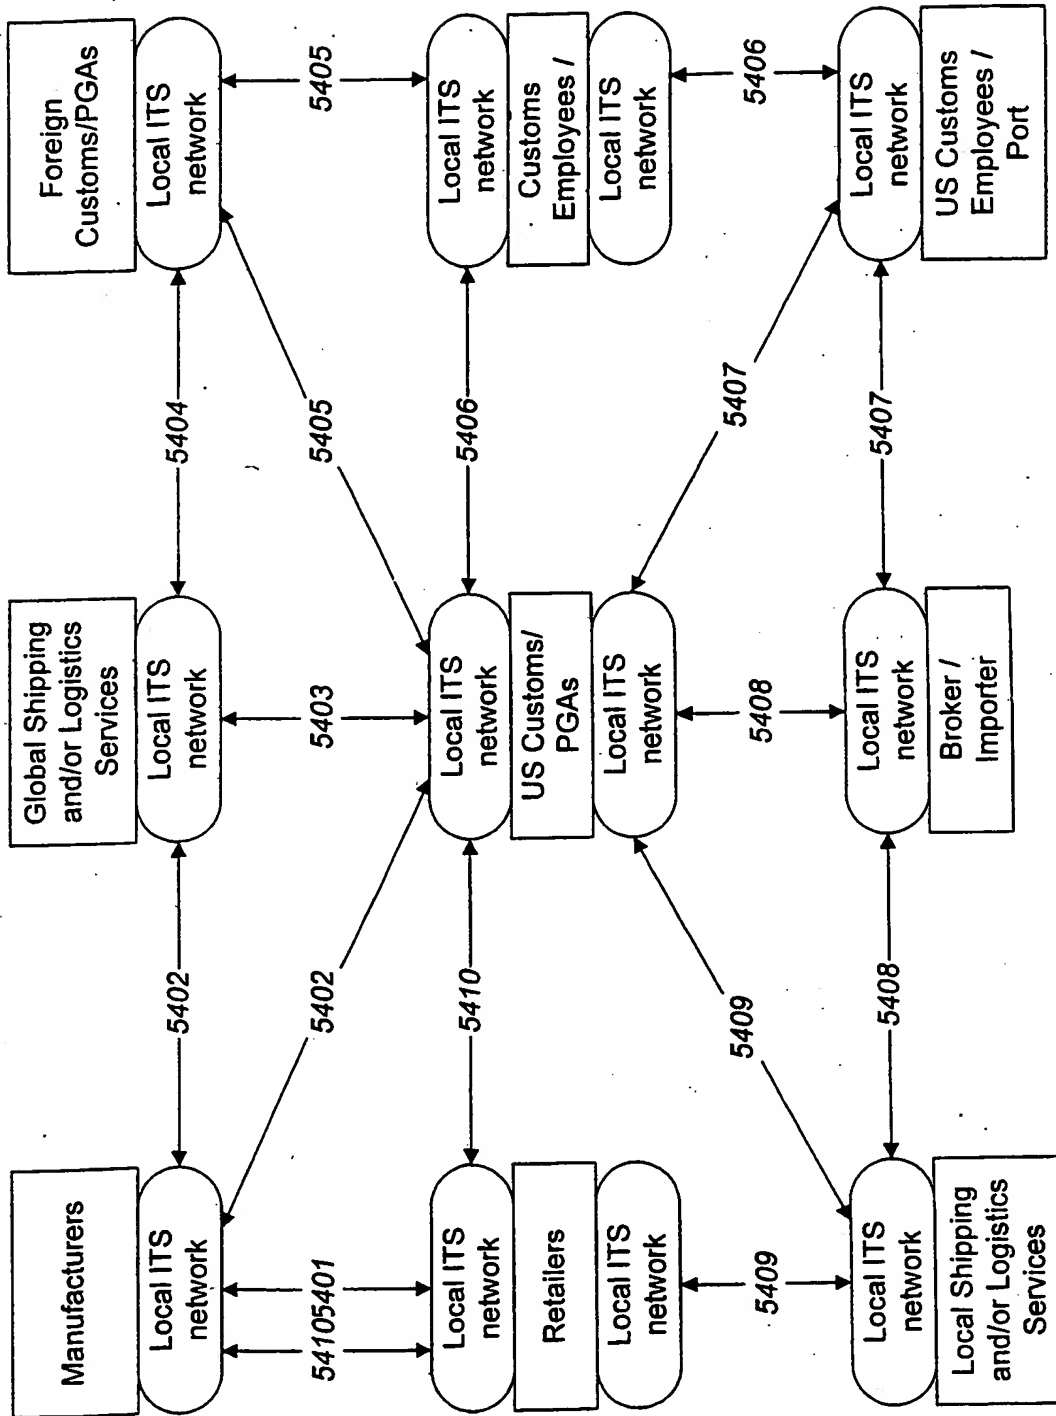 Manufacturers
Global Shipping
and/or Logistics
Services
Foreign
Customs/PGAs
Local ITS
network
5402
Local ITS
network
5404
Local ITS
network
5410
5401
5402
5403
5405
5405
Local ITS
network
5410
Local ITS
network
5406
Local ITS
network
Retailers
US Customs/
PGAs
Customs
Employees /
Local ITS
network
Local ITS
network
Local ITS
network
5409
5409
5408
5407
5406
Local ITS
network
5408
Local ITS
network
5407
Local ITS
network
Local Shipping
and/or Logistics
Services
Broker /
Importer
US Customs
Employees /
Port